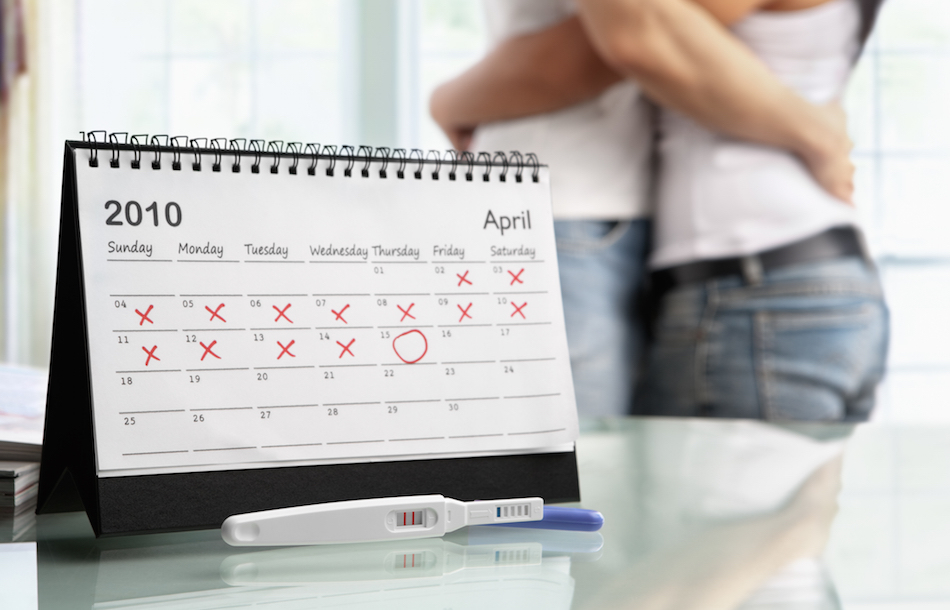 2010 April
Sunday Monday Tuesday Wednesday Thursday Friday Saturday
01 02 03
04 05 06 07 08 09 10
11 12 13 14 15 16 17
18 19 20 21 22 23 24
25 26 27 28 29 30